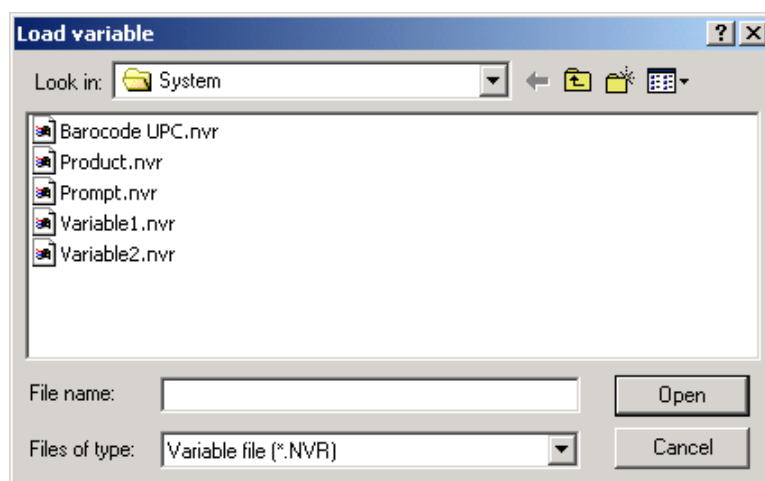 Load variable
Look in: System
Barocode UPC.nvr
Product.nvr
Prompt.nvr
Variable1.nvr
Variable2.nvr
File name: Open
Files of type: Variable file (*.NVR) Cancel